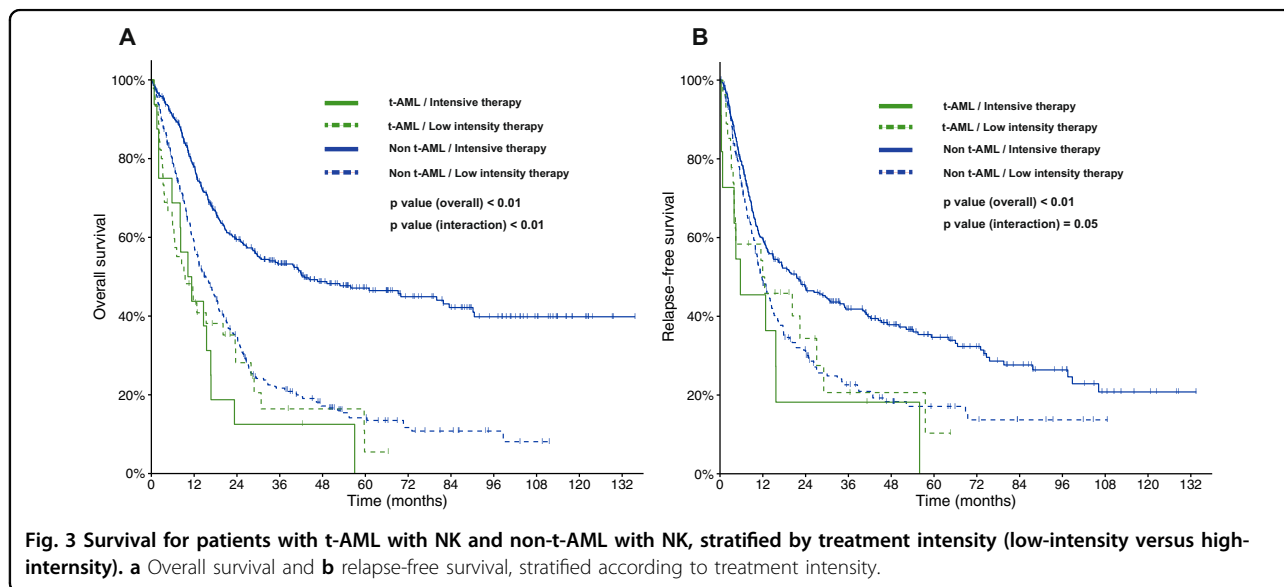 A
Overall survival
100%
80%
60%
40%
20%
0%
t-AML / Intensive therapy
t-AML / Low intensity therapy
Non t-AML / Intensive therapy
Non t-AML / Low intensity therapy
p value (overall) < 0.01
p value (interaction) < 0.01
0 12 24 36 48 60 72 84 96 108 120 132
Time (months)
B
Relapse-free survival
100%
80%
60%
40%
20%
0%
t-AML / Intensive therapy
t-AML / Low intensity therapy
Non t-AML / Intensive therapy
Non t-AML / Low intensity therapy
p value (overall) < 0.01
p value (interaction) = 0.05
0 12 24 36 48 60 72 84 96 108 120 132
Time (months)
Fig. 3 Survival for patients with t-AML with NK and non-t-AML with NK, stratified by treatment intensity (low-intensity versus high-
internsity). a Overall survival and b relapse-free survival, stratified according to treatment intensity.